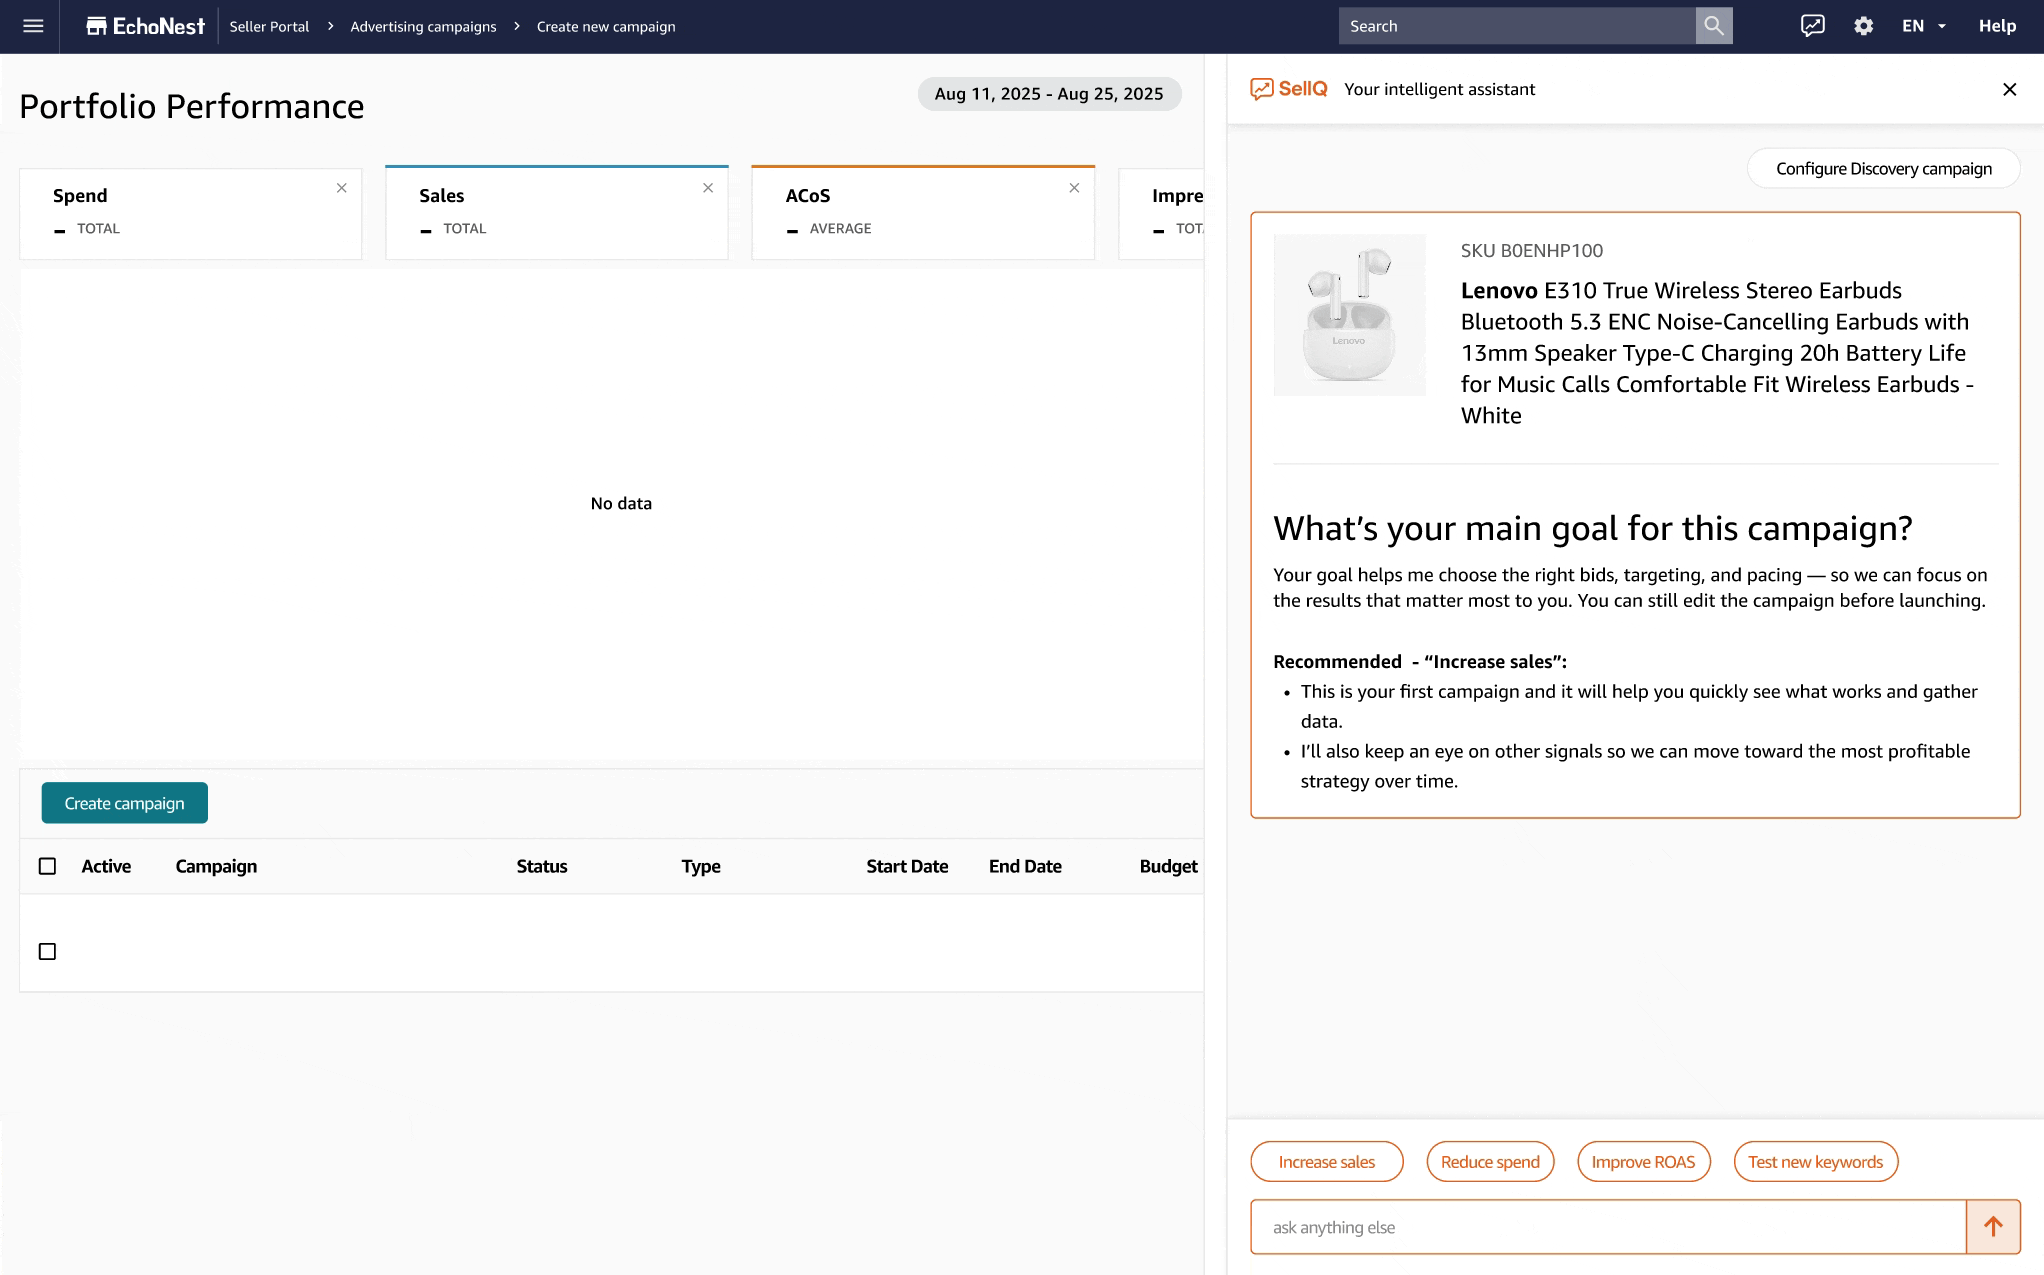 EchoNest
Seller Portal > Advertising campaigns > Create new campaign
Search
EN
Help
Portfolio Performance
Aug 11, 2025 - Aug 25, 2025
Spend
- TOTAL
Sales
- TOTAL
ACoS
- AVERAGE
Impre
- TOTA
No data
Create campaign
Active Campaign Status Type Start Date End Date Budget
SellQ Your intelligent assistant
Configure Discovery campaign
Lenovo
SKU B0ENHP100
Lenovo E310 True Wireless Stereo Earbuds
Bluetooth 5.3 ENC Noise-Cancelling Earbuds with
13mm Speaker Type-C Charging 20h Battery Life
for Music Calls Comfortable Fit Wireless Earbuds -
White
What’s your main goal for this campaign?
Your goal helps me choose the right bids, targeting, and pacing — so we can focus on
the results that matter most to you. You can still edit the campaign before launching.
Recommended - “Increase sales”:
• This is your first campaign and it will help you quickly see what works and gather
data.
• I’ll also keep an eye on other signals so we can move toward the most profitable
strategy over time.
Increase sales
Reduce spend
Improve ROAS
Test new keywords
ask anything else